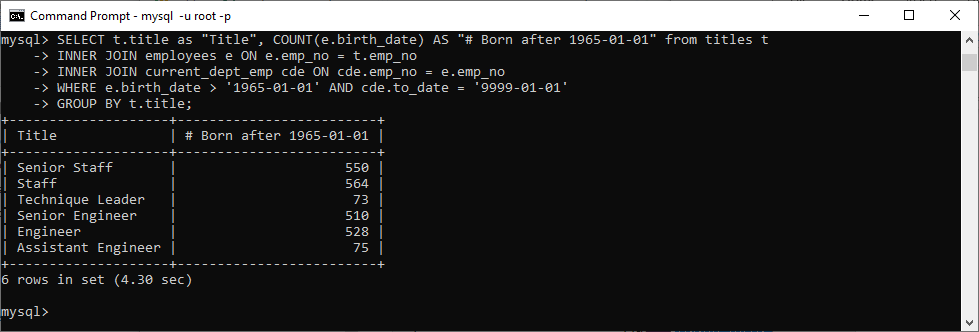 Command Prompt - mysql -u root -p
mysql> SELECT t.title as "Title", COUNT(e.birth_date) AS "# Born after 1965-01-01" from titles t
    -> INNER JOIN employees e ON e.emp_no = t.emp_no
    -> INNER JOIN current_dept_emp cde ON cde.emp_no = e.emp_no
    -> WHERE e.birth_date > '1965-01-01' AND cde.to_date = '9999-01-01'
    -> GROUP BY t.title;
+--------------------+-------------------------+
| Title              | # Born after 1965-01-01 |
+--------------------+-------------------------+
| Senior Staff       |                     550 |
| Staff              |                     564 |
| Technique Leader   |                      73 |
| Senior Engineer    |                     510 |
| Engineer           |                     528 |
| Assistant Engineer |                      75 |
+--------------------+-------------------------+
6 rows in set (4.30 sec)
mysql>